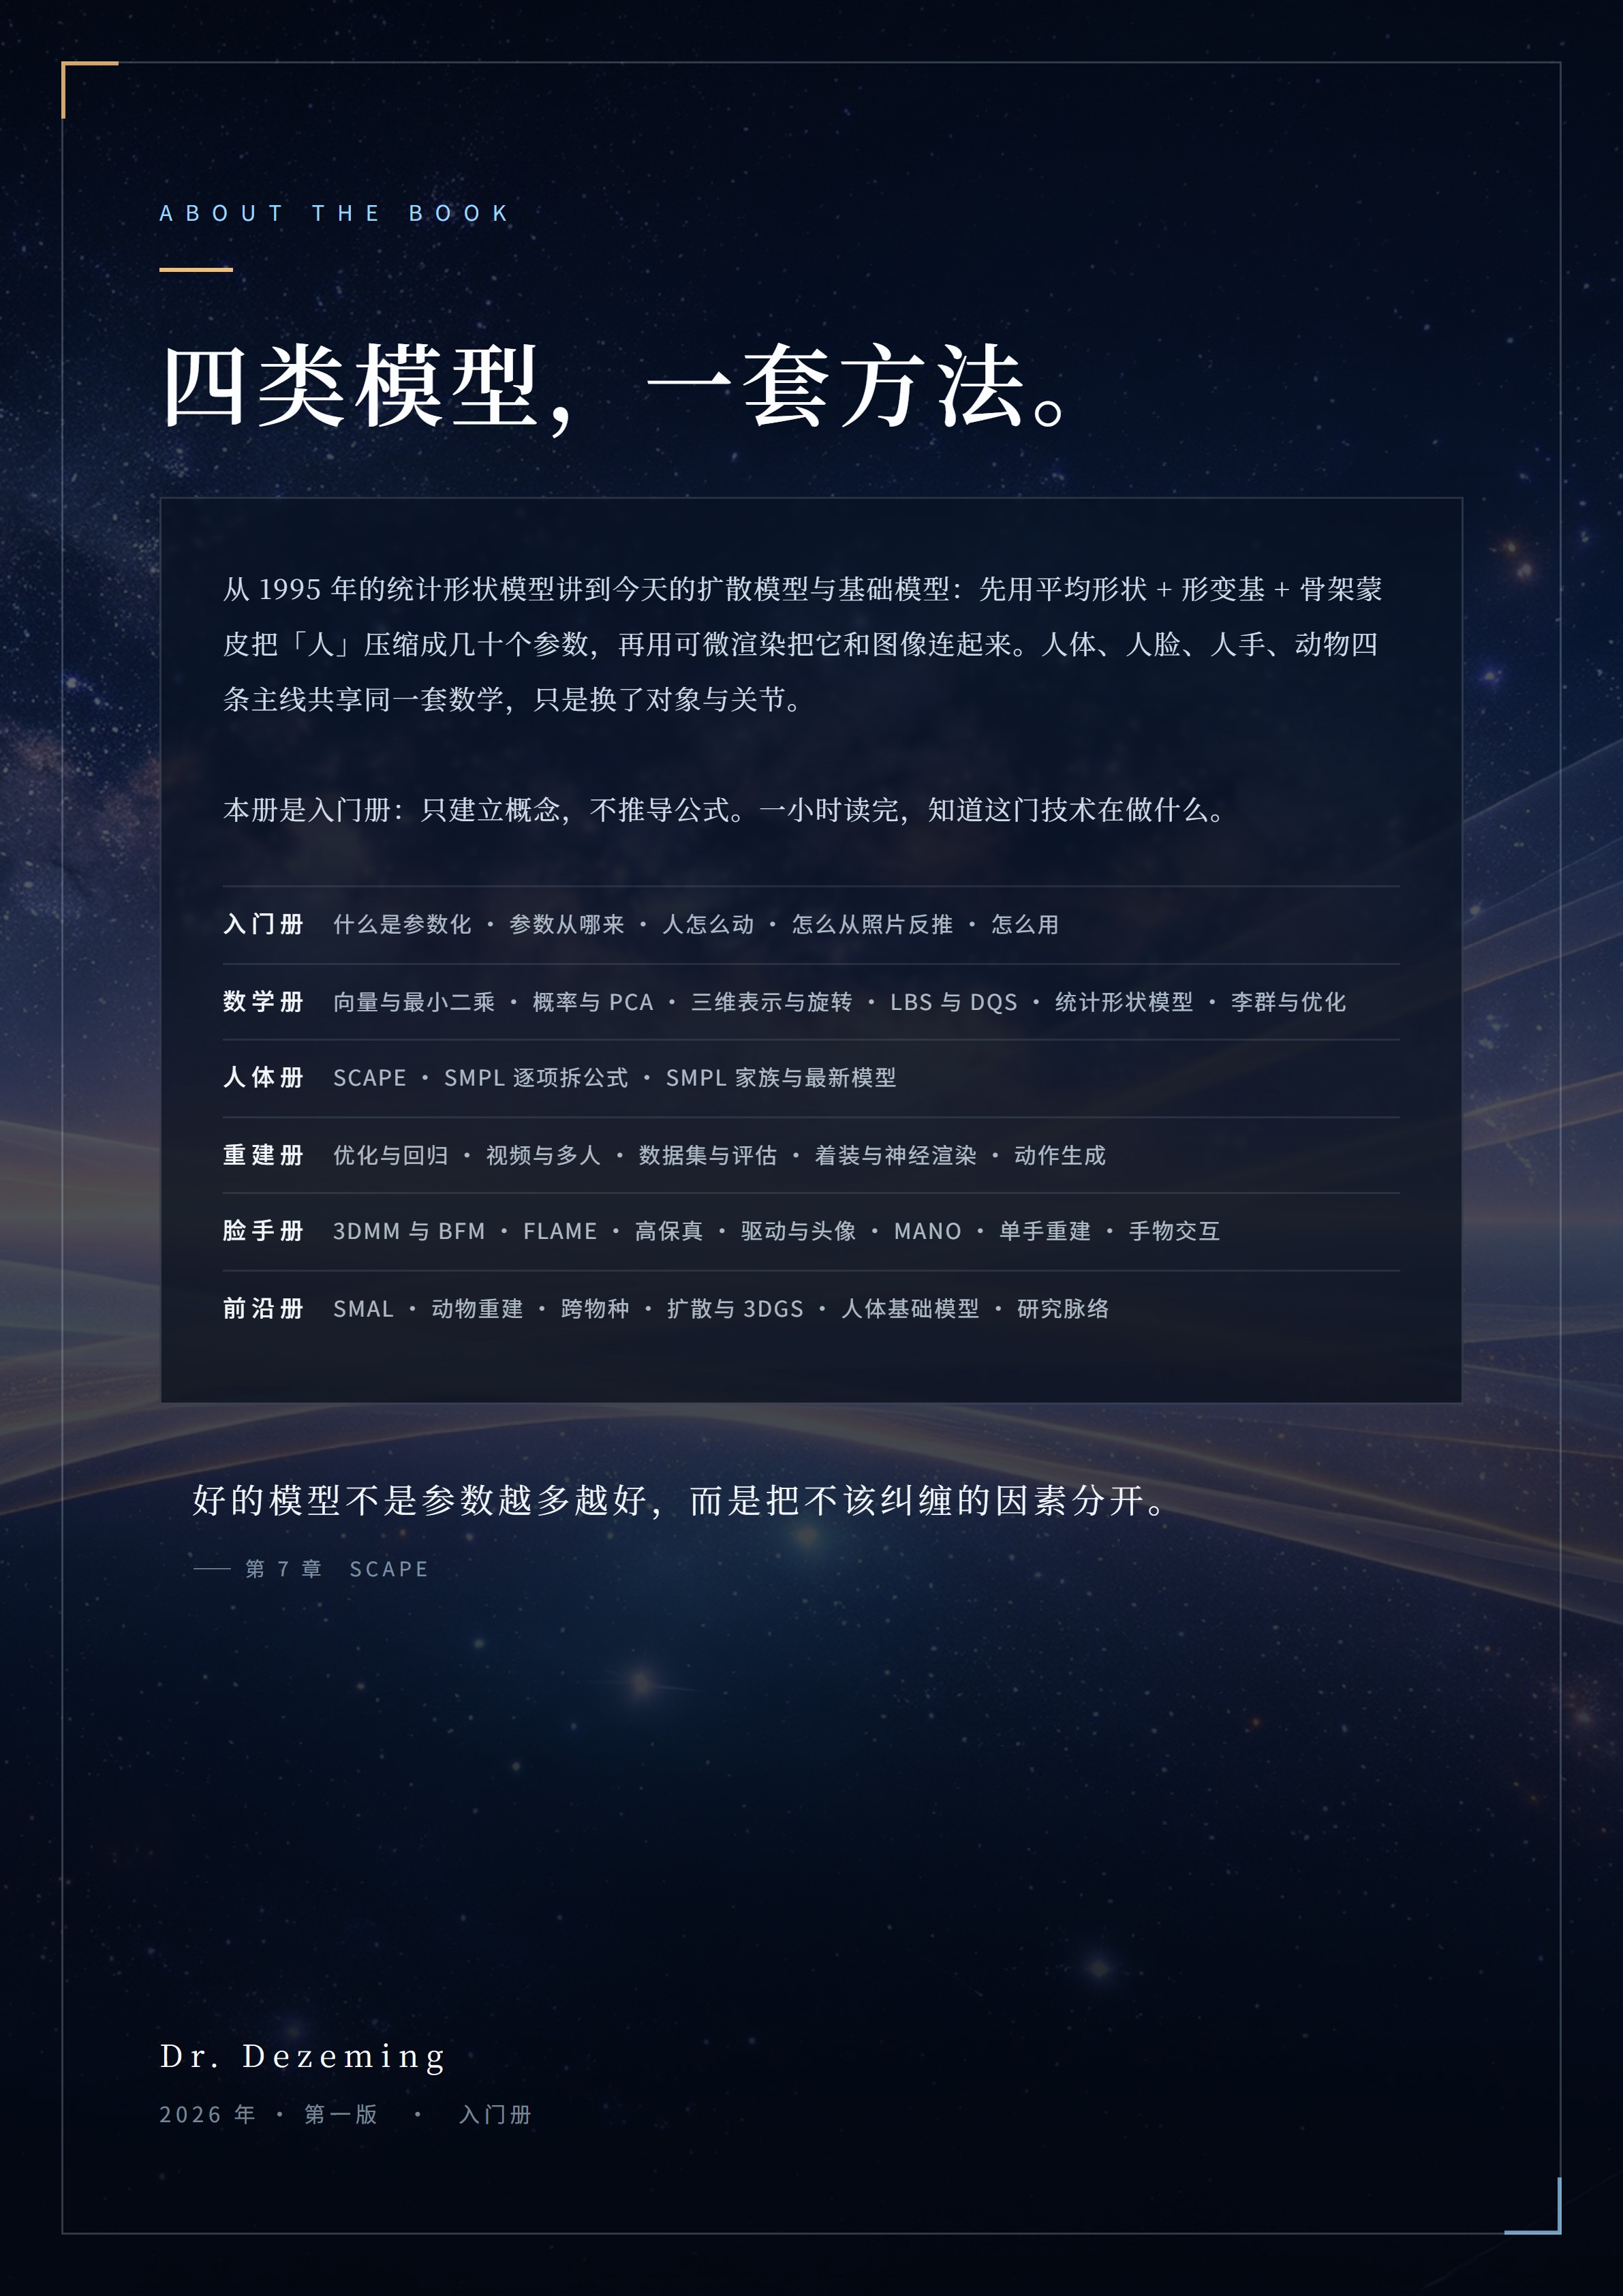 ABOUT THE BOOK
四类模型，一套方法。
从 1995 年的统计形状模型讲到今天的扩散模型与基础模型：先用平均形状 + 形变基 + 骨架蒙
皮把「人」压缩成几十个参数，再用可微渲染把它和图像连起来。人体、人脸、人手、动物四
条主线共享同一套数学，只是换了对象与关节。
本册是入门册：只建立概念，不推导公式。一小时读完，知道这门技术在做什么。
入门册 什么是参数化 · 参数从哪来 · 人怎么动 · 怎么从照片反推 · 怎么用
数学册 向量与最小二乘 · 概率与 PCA · 三维表示与旋转 · LBS 与 DQS · 统计形状模型 · 李群与优化
人体册 SCAPE · SMPL 逐项拆公式 · SMPL 家族与最新模型
重建册 优化与回归 · 视频与多人 · 数据集与评估 · 着装与神经渲染 · 动作生成
脸手册 3DMM 与 BFM · FLAME · 高保真 · 驱动与头像 · MANO · 单手重建 · 手物交互
前沿册 SMAL · 动物重建 · 跨物种 · 扩散与 3DGS · 人体基础模型 · 研究脉络
好的模型不是参数越多越好，而是把不该纠缠的因素分开。
—— 第 7 章 SCAPE
Dr. Dezeming
2026 年 · 第一版 · 入门册